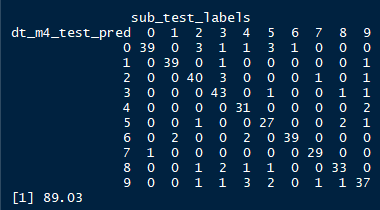 sub_test_labels
dt_m4_test_pred 0 1 2 3 4 5 6 7 8 9
0 39 0 3 1 1 3 1 0 0 0
1 0 39 0 1 0 0 0 0 0 1
2 0 0 40 3 0 0 0 1 0 1
3 0 0 0 43 0 1 0 0 1 1
4 0 0 0 0 31 0 0 0 0 2
5 0 0 1 0 0 27 0 0 2 1
6 0 2 0 0 2 0 39 0 0 0
7 1 0 0 0 0 0 0 29 0 0
8 0 0 1 2 1 1 0 0 33 0
9 0 0 1 1 3 2 0 1 1 37
[1] 89.03